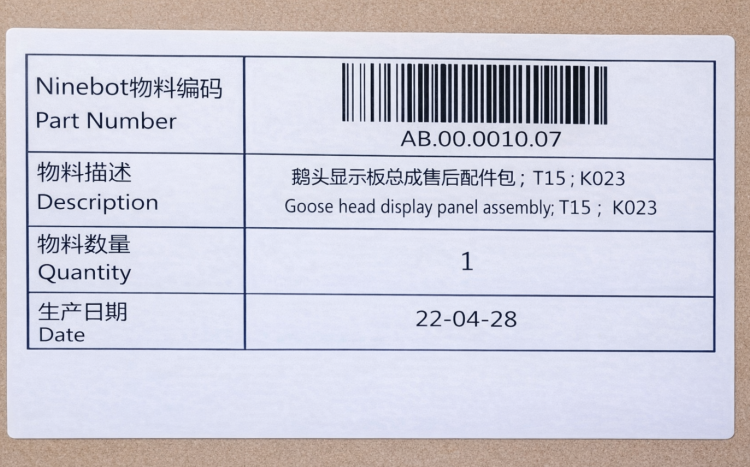 Ninebot物料编码
Part Number
AB.00.0010.07
物料描述
Description
鹅头显示板总成售后配件包；T15；K023
Goose head display panel assembly; T15； K023
物料数量
Quantity
1
生产日期
Date
22-04-28